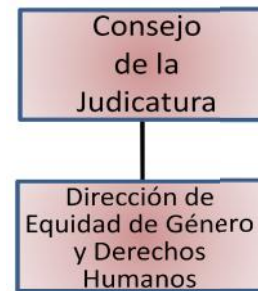 Consejo
de la
Judicatura
Dirección de
Equidad de Género
y Derechos
Humanos